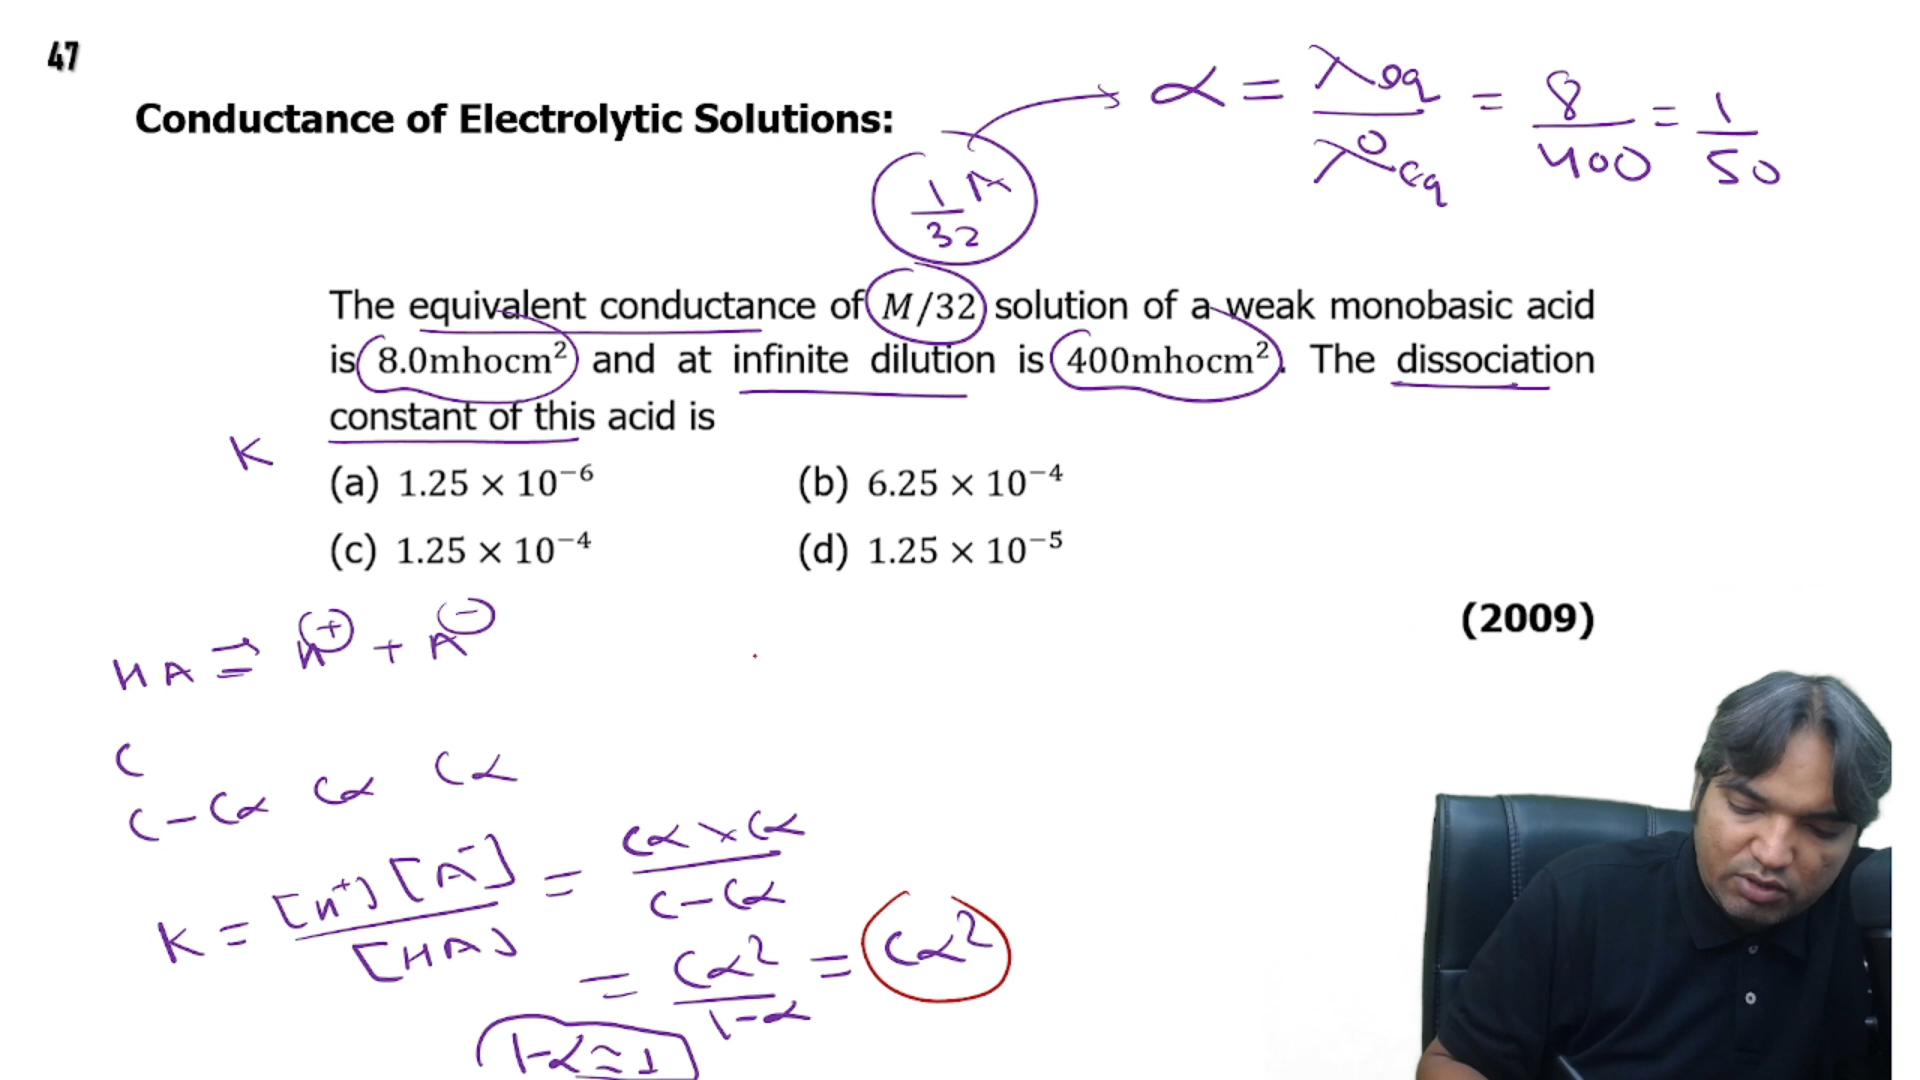 47
Conductance of Electrolytic Solutions:
α = λeq / λ⁰eq = 8/400 = 1/50
1/32 M
The equivalent conductance of M/32 solution of a weak monobasic acid
is 8.0mhocm² and at infinite dilution is 400mhocm². The dissociation
constant of this acid is
K
(a) 1.25 × 10⁻⁶ (b) 6.25 × 10⁻⁴
(c) 1.25 × 10⁻⁴ (d) 1.25 × 10⁻⁵
(2009)
HA ⇌ H⊕ + A⊖
C
C-Cα Cα Cα
K = [H⁺][A⁻] / [HA] = Cα×Cα / C-Cα
= Cα² / 1-α = Cα²
1-α ≈ 1